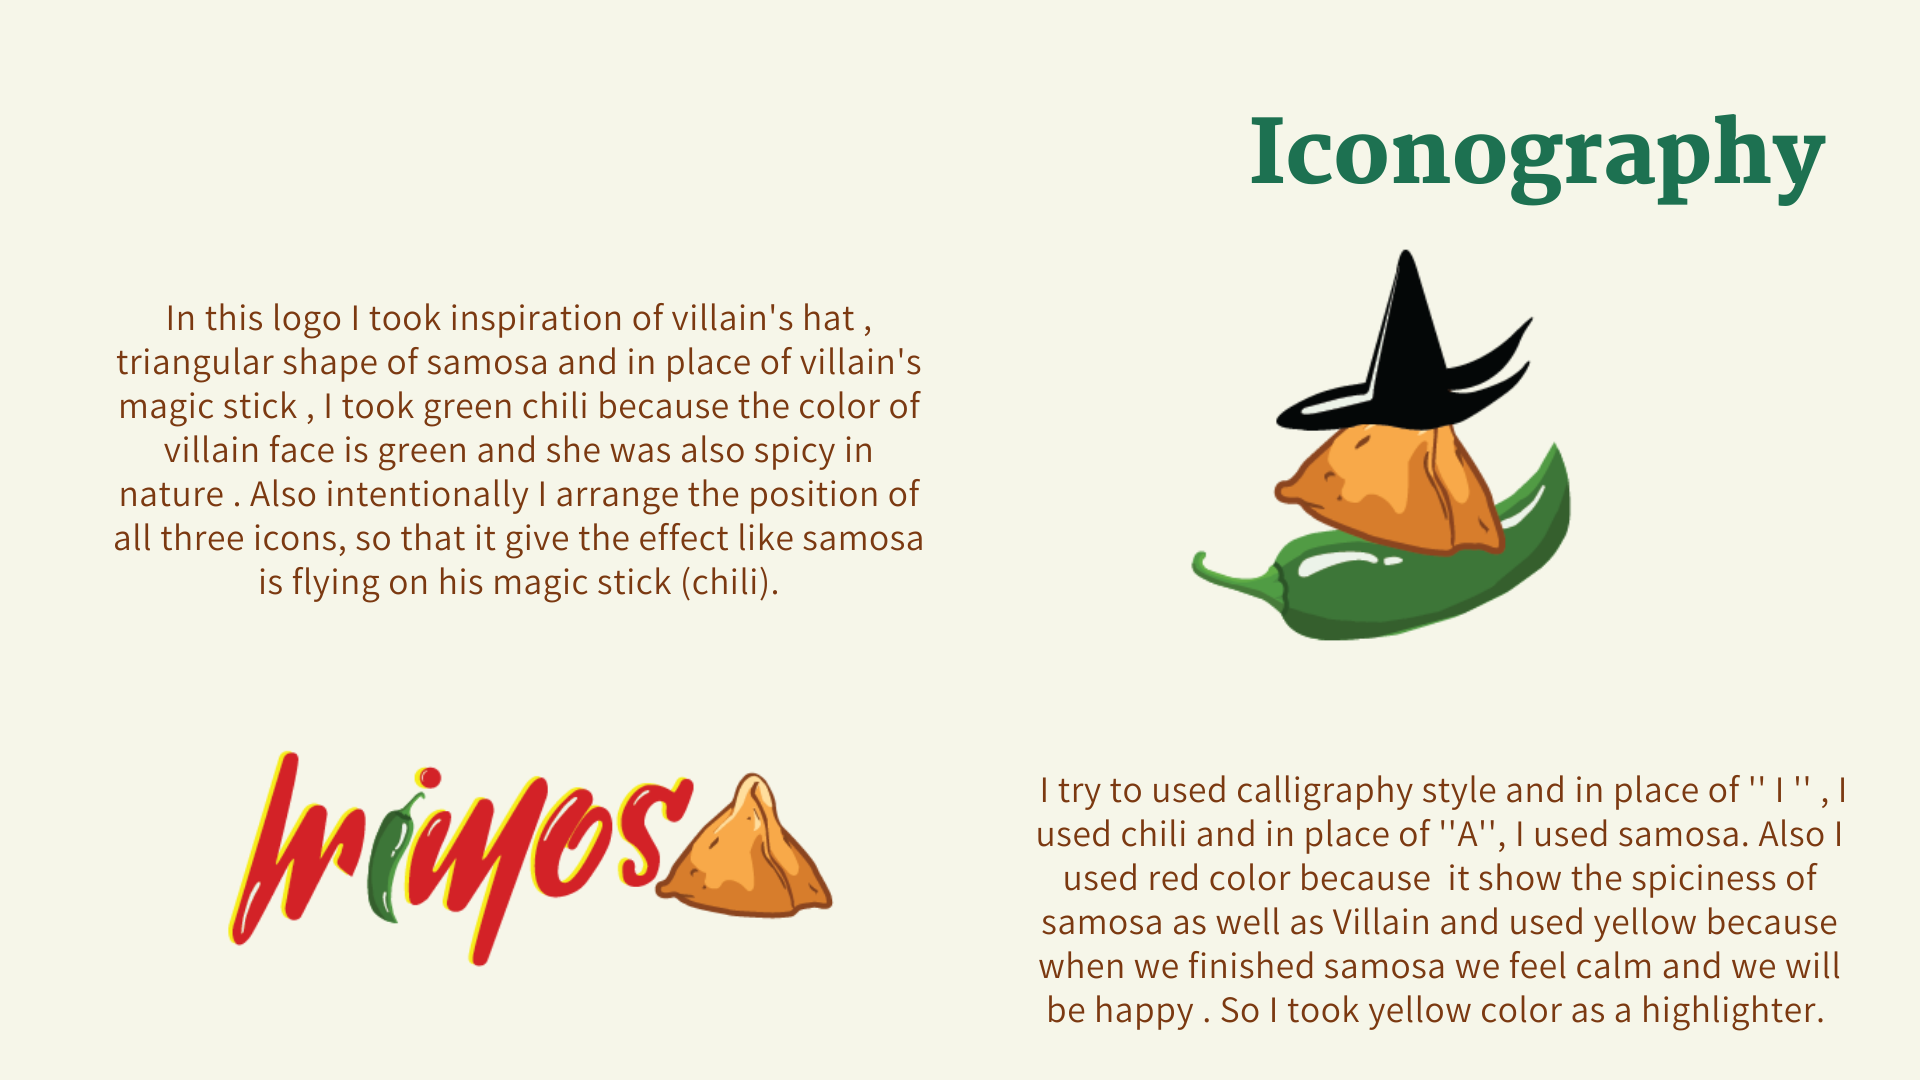 Iconography
In this logo I took inspiration of villain's hat ,
triangular shape of samosa and in place of villain's
magic stick , I took green chili because the color of
villain face is green and she was also spicy in
nature . Also intentionally I arrange the position of
all three icons, so that it give the effect like samosa
is flying on his magic stick (chili).
I try to used calligraphy style and in place of '' I '' , I
used chili and in place of ''A'', I used samosa. Also I
used red color because  it show the spiciness of
samosa as well as Villain and used yellow because
when we finished samosa we feel calm and we will
be happy . So I took yellow color as a highlighter.